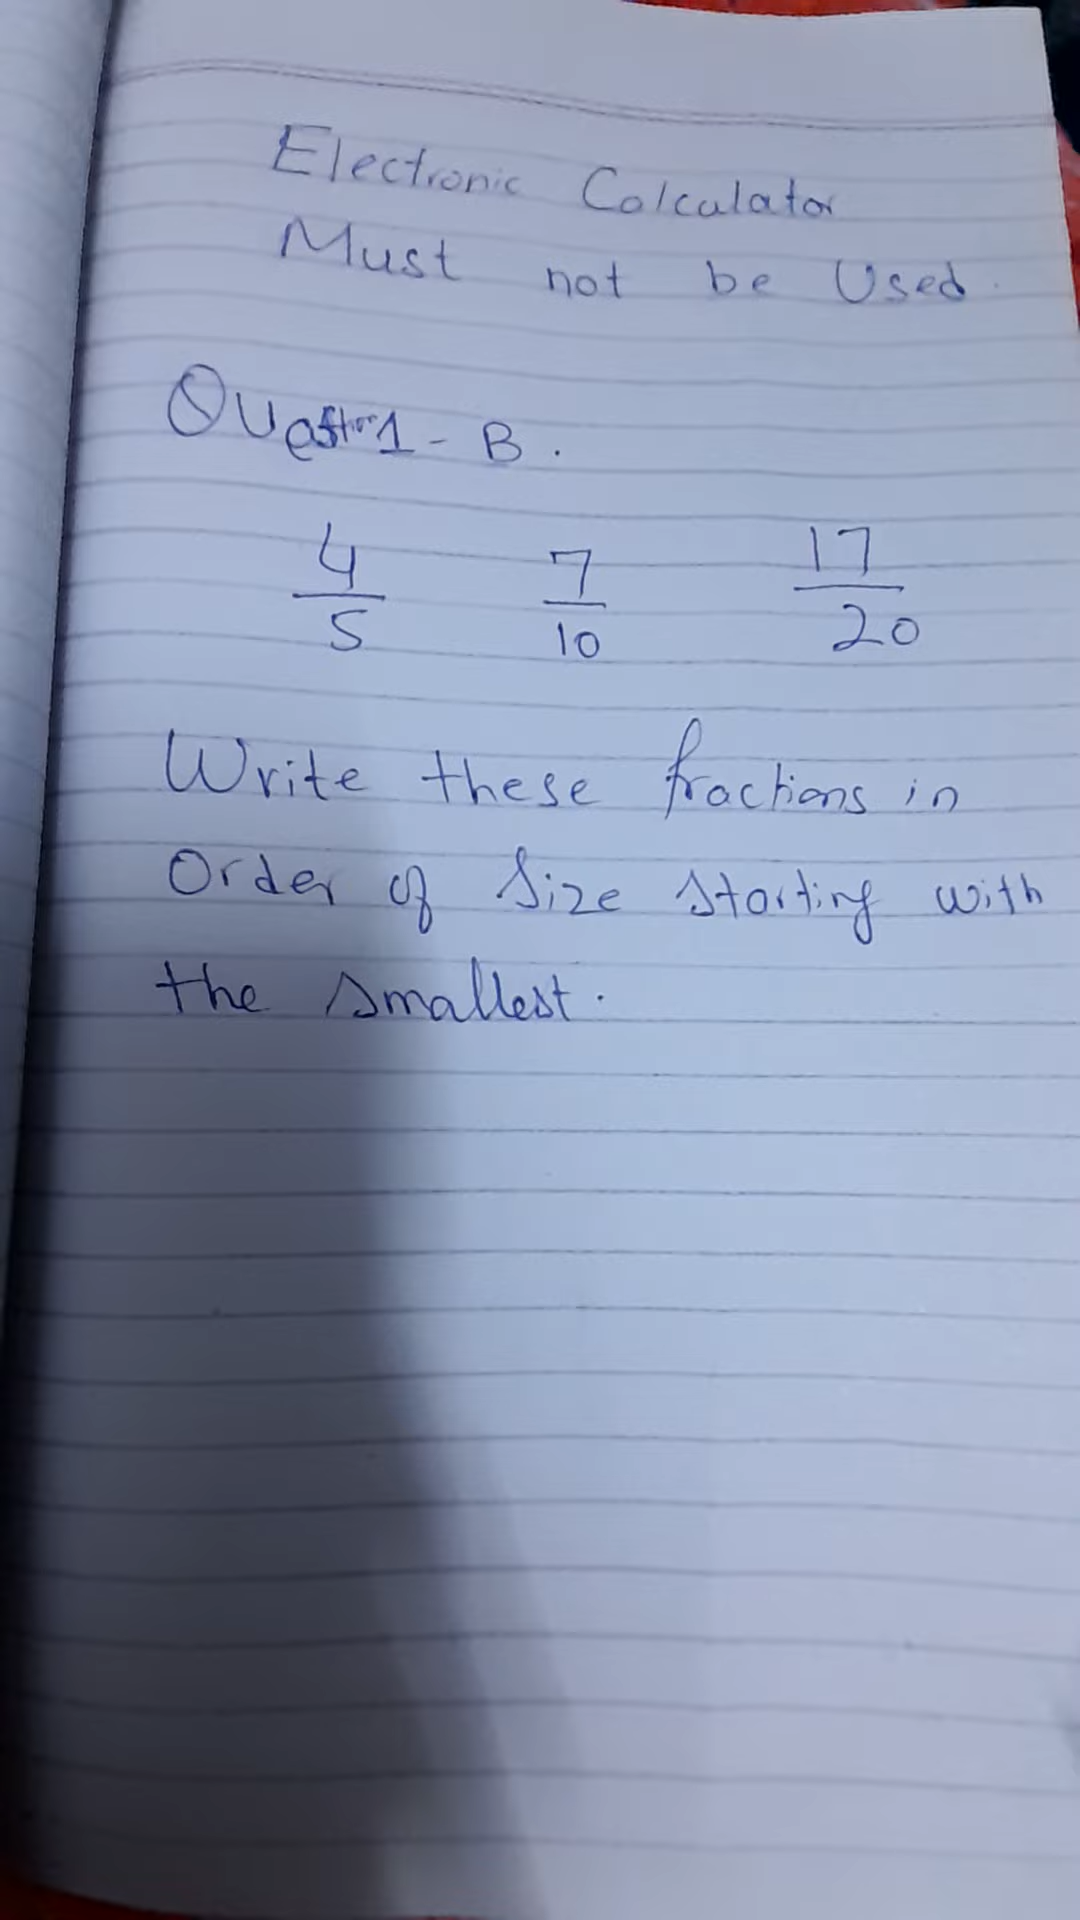 Electronic Calculator
Must not be Used.
Question 1 - B.
4/5 7/10 17/20
Write these fractions in
Order of Size starting with
the smallest.